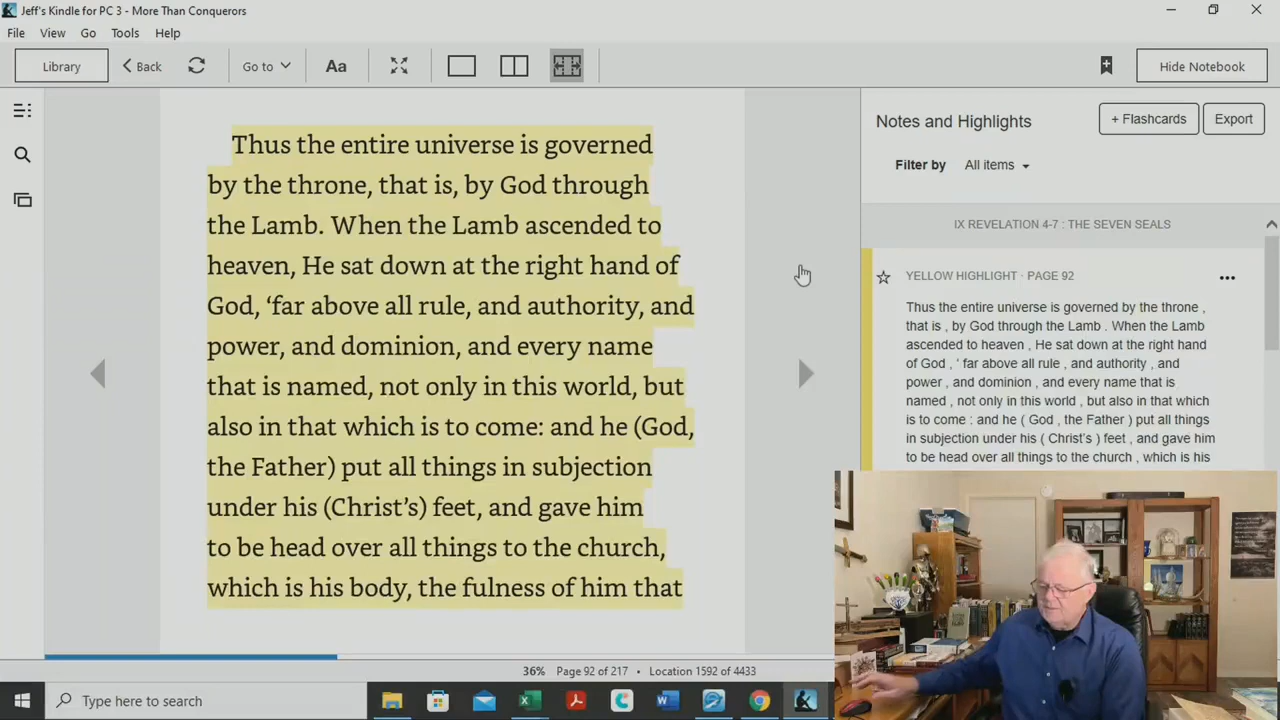 Jeff's Kindle for PC 3 - More Than Conquerors
File View Go Tools Help
Library
Back
Go to
Aa
Hide Notebook
Thus the entire universe is governed
by the throne, that is, by God through
the Lamb. When the Lamb ascended to
heaven, He sat down at the right hand of
God, ‘far above all rule, and authority, and
power, and dominion, and every name
that is named, not only in this world, but
also in that which is to come: and he (God,
the Father) put all things in subjection
under his (Christ’s) feet, and gave him
to be head over all things to the church,
which is his body, the fulness of him that
36% Page 92 of 217 • Location 1592 of 4433
Notes and Highlights
+ Flashcards
Export
Filter by All items
IX REVELATION 4-7 : THE SEVEN SEALS
YELLOW HIGHLIGHT · PAGE 92
Thus the entire universe is governed by the throne ,
that is , by God through the Lamb . When the Lamb
ascended to heaven , He sat down at the right hand
of God , ‘ far above all rule , and authority , and
power , and dominion , and every name that is
named , not only in this world , but also in that which
is to come : and he ( God , the Father ) put all things
in subjection under his ( Christ’s ) feet , and gave him
to be head over all things to the church , which is his
Type here to search